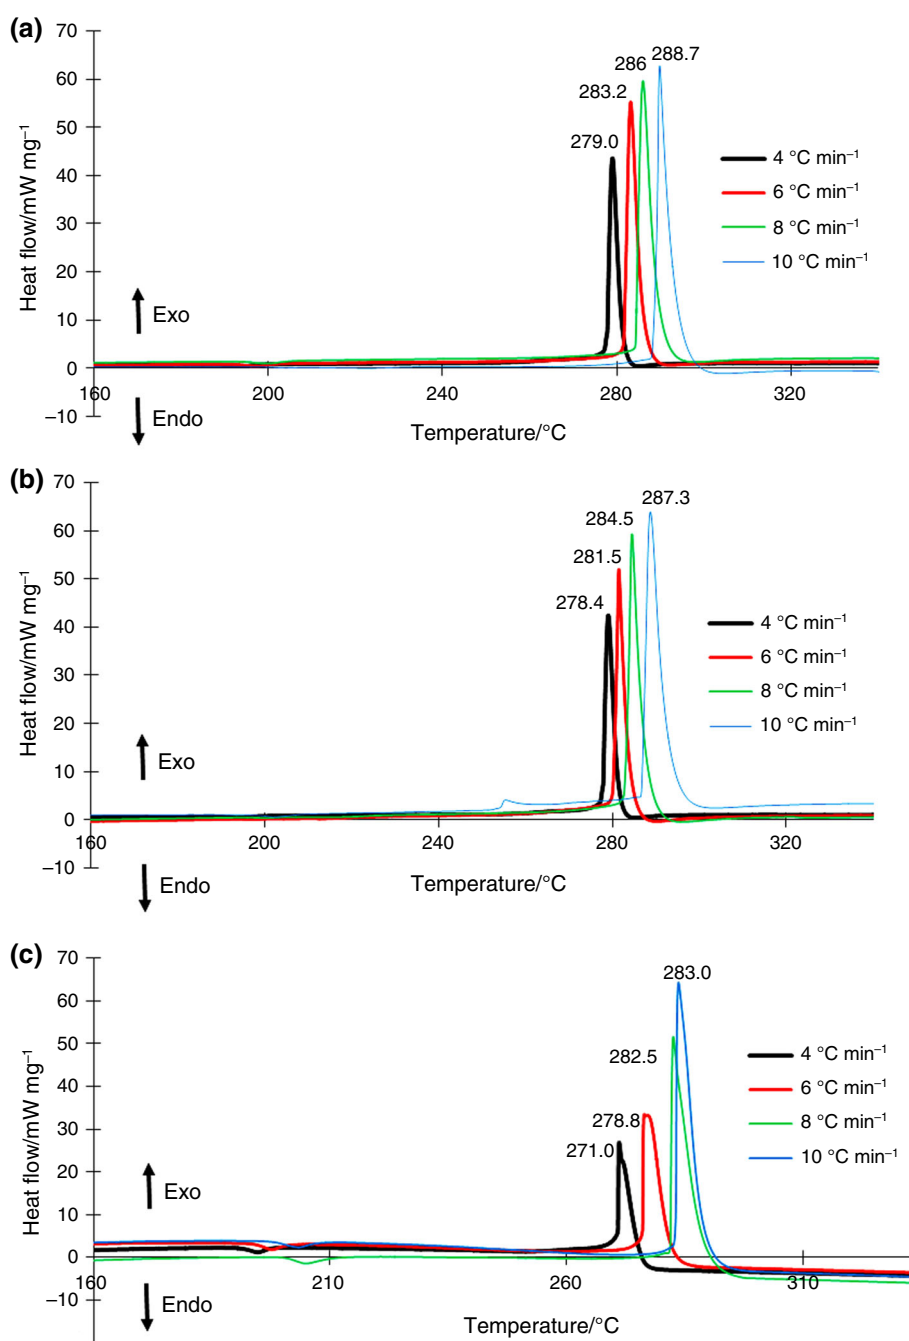 (a)
70
60
50
40
30
20
10
0
−10
Heat flow/mW mg⁻¹
Exo
Endo
160
200
240
280
320
Temperature/°C
279.0
283.2
286
288.7
4 °C min⁻¹
6 °C min⁻¹
8 °C min⁻¹
10 °C min⁻¹
(b)
70
60
50
40
30
20
10
0
−10
Heat flow/mW mg⁻¹
Exo
Endo
160
200
240
280
320
Temperature/°C
278.4
281.5
284.5
287.3
4 °C min⁻¹
6 °C min⁻¹
8 °C min⁻¹
10 °C min⁻¹
(c)
70
60
50
40
30
20
10
0
−10
Heat flow/mW mg⁻¹
Exo
Endo
160
210
260
310
Temperature/°C
271.0
278.8
282.5
283.0
4 °C min⁻¹
6 °C min⁻¹
8 °C min⁻¹
10 °C min⁻¹